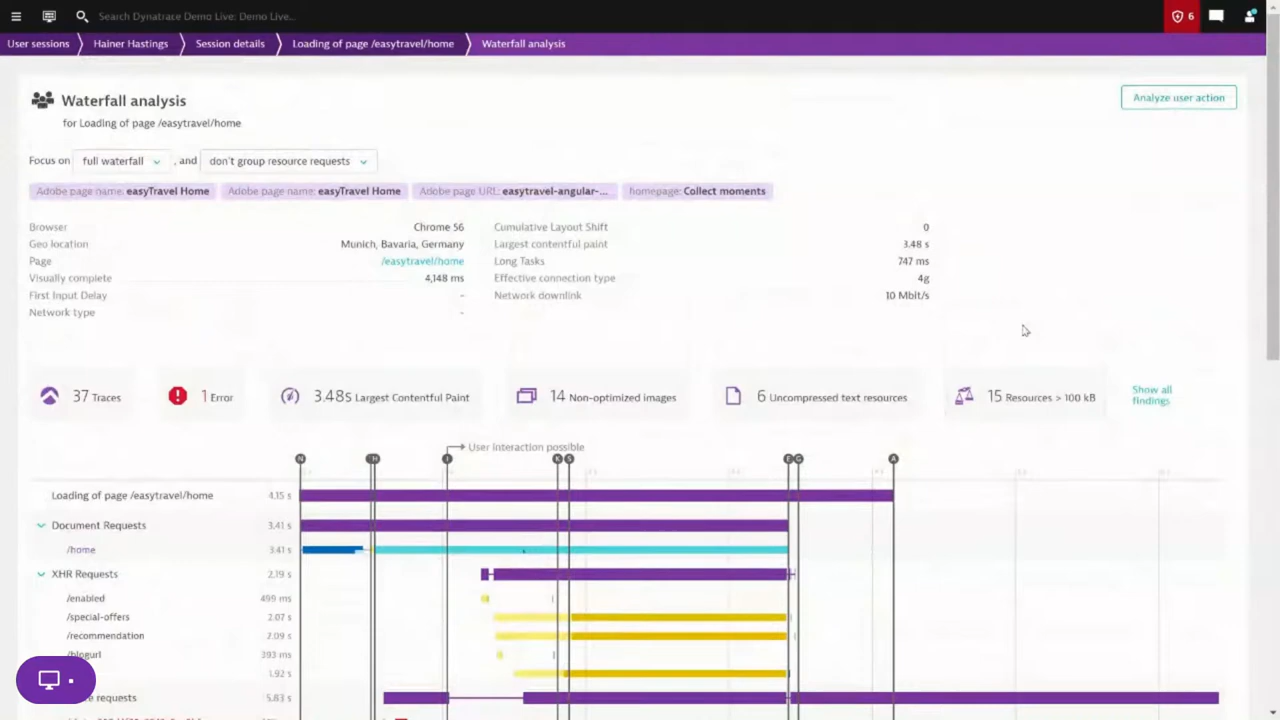 Search Dynatrace Demo Live: Demo Live...
6
User sessions
Hainer Hastings
Session details
Loading of page /easytravel/home
Waterfall analysis
Waterfall analysis
Analyze user action
for Loading of page /easytravel/home
Focus on full waterfall , and don't group resource requests
Adobe page name: easyTravel Home
Adobe page name: easyTravel Home
Adobe page URL: easytravel-angular-...
homepage: Collect moments
Browser Chrome 56
Geo location Munich, Bavaria, Germany
Page /easytravel/home
Visually complete 4,148 ms
First Input Delay -
Network type -
Cumulative Layout Shift 0
Largest contentful paint 3.48 s
Long Tasks 747 ms
Effective connection type 4g
Network downlink 10 Mbit/s
37 Traces
1 Error
3.48s Largest Contentful Paint
14 Non-optimized images
6 Uncompressed text resources
15 Resources > 100 kB
Show all
findings
User interaction possible
N H I K S E G A
Loading of page /easytravel/home 4.15 s
Document Requests 3.41 s
/home 3.41 s
XHR Requests 2.19 s
/enabled 499 ms
/special-offers 2.07 s
/recommendation 2.09 s
/blogurl 393 ms
1.92 s
requests 5.83 s